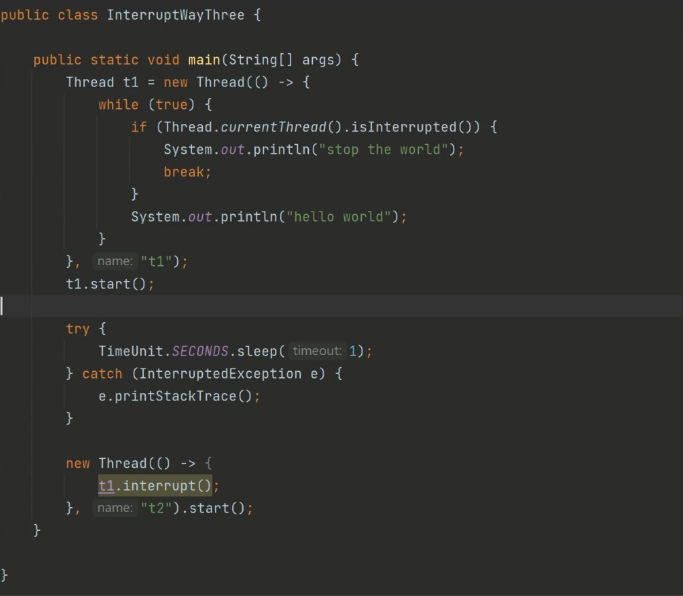 public class InterruptWayThree {
public static void main(String[] args) {
Thread t1 = new Thread(() -> {
while (true) {
if (Thread.currentThread().isInterrupted()) {
System.out.println("stop the world");
break;
}
System.out.println("hello world");
}
}, name: "t1");
t1.start();
try {
TimeUnit.SECONDS.sleep( timeout: 1);
} catch (InterruptedException e) {
e.printStackTrace();
}
new Thread(() -> {
t1.interrupt();
}, name: "t2").start();
}
}